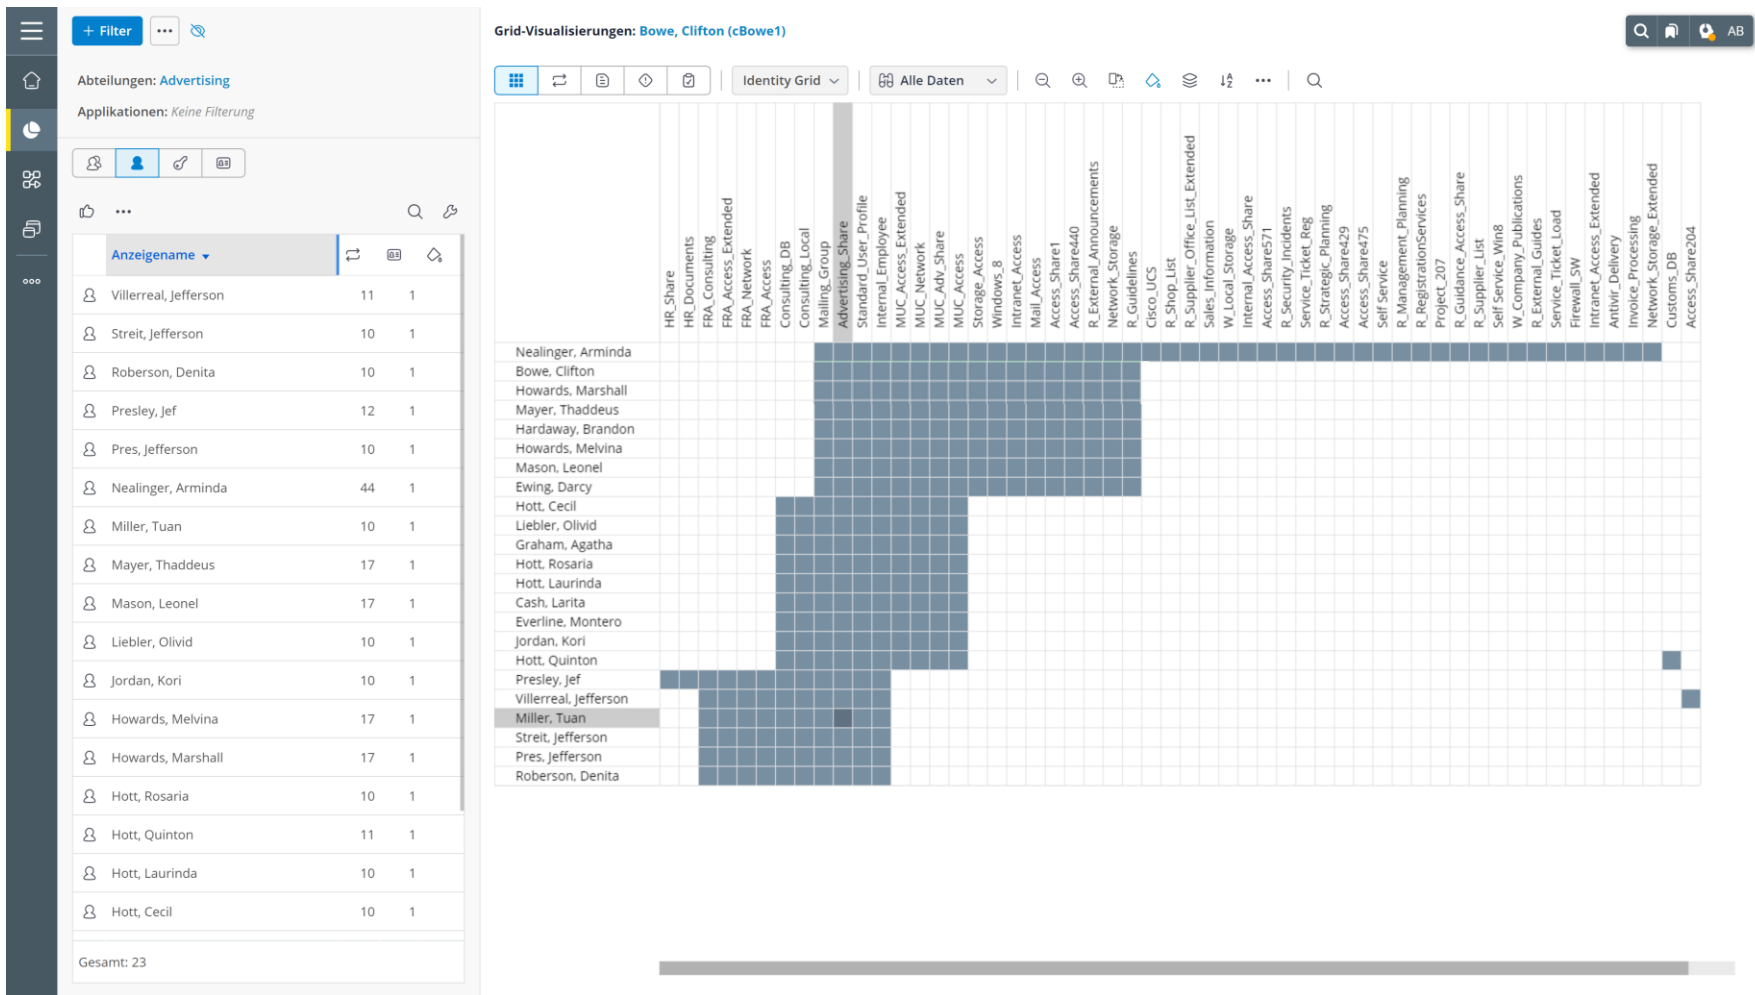 + Filter
Abteilungen: Advertising
Applikationen: Keine Filterung
Anzeigename
Villerreal, Jefferson 11 1
Streit, Jefferson 10 1
Roberson, Denita 10 1
Presley, Jef 12 1
Pres, Jefferson 10 1
Nealinger, Arminda 44 1
Miller, Tuan 10 1
Mayer, Thaddeus 17 1
Mason, Leonel 17 1
Liebler, Olivid 10 1
Jordan, Kori 10 1
Howards, Melvina 17 1
Howards, Marshall 17 1
Hott, Rosaria 10 1
Hott, Quinton 11 1
Hott, Laurinda 10 1
Hott, Cecil 10 1
Gesamt: 23
Grid-Visualisierungen: Bowe, Clifton (cBowe1)
AB
Identity Grid
Alle Daten
HR_Share
HR_Documents
FRA_Consulting
FRA_Access_Extended
FRA_Network
FRA_Access
Consulting_DB
Consulting_Local
Mailing_Group
Advertising_Share
Standard_User_Profile
Internal_Employee
MUC_Access_Extended
MUC_Network
MUC_Adv_Share
MUC_Access
Storage_Access
Windows_8
Intranet_Access
Mail_Access
Access_Share1
Access_Share440
R_External_Announcements
Network_Storage
R_Guidelines
Cisco_UCS
R_Shop_List
R_Supplier_Office_List_Extended
Sales_Information
W_Local_Storage
Internal_Access_Share
Access_Share571
R_Security_Incidents
Service_Ticket_Reg
R_Strategic_Planning
Access_Share429
Access_Share475
Self Service
R_Management_Planning
R_RegistrationServices
Project_207
R_Guidance_Access_Share
R_Supplier_List
Self Service_Win8
W_Company_Publications
R_External_Guides
Service_Ticket_Load
Firewall_SW
Intranet_Access_Extended
Antivir_Delivery
Invoice_Processing
Network_Storage_Extended
Customs_DB
Access_Share204
Nealinger, Arminda
Bowe, Clifton
Howards, Marshall
Mayer, Thaddeus
Hardaway, Brandon
Howards, Melvina
Mason, Leonel
Ewing, Darcy
Hott, Cecil
Liebler, Olivid
Graham, Agatha
Hott, Rosaria
Hott, Laurinda
Cash, Larita
Everline, Montero
Jordan, Kori
Hott, Quinton
Presley, Jef
Villerreal, Jefferson
Miller, Tuan
Streit, Jefferson
Pres, Jefferson
Roberson, Denita